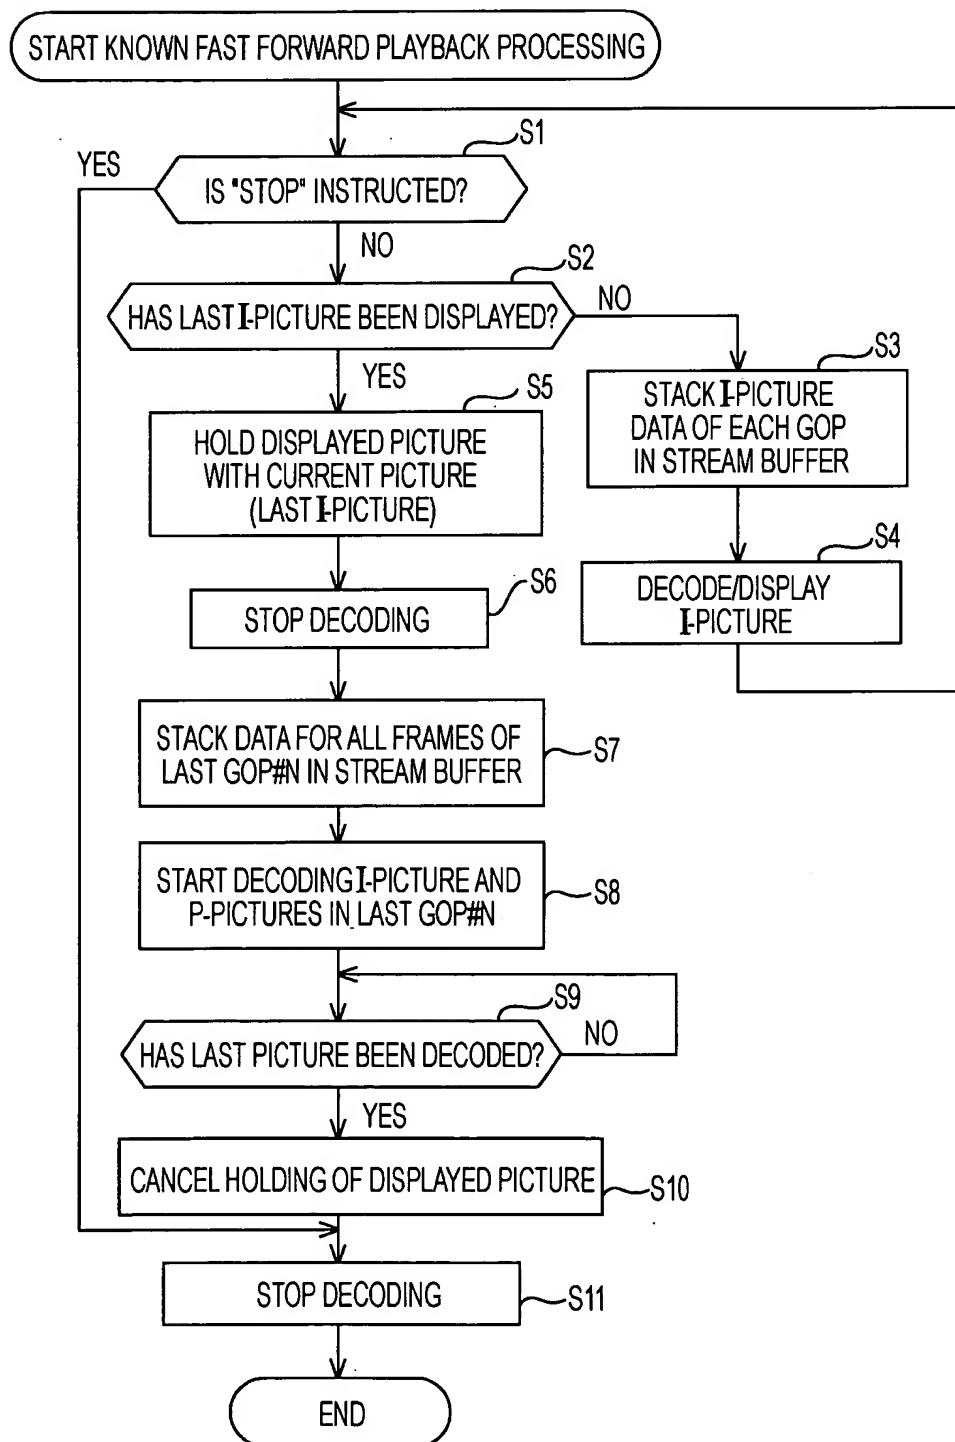 START KNOWN FAST FORWARD PLAYBACK PROCESSING
S1
YES
IS "STOP" INSTRUCTED?
NO
S2
HAS LAST I-PICTURE BEEN DISPLAYED?
NO
YES
S3
STACK I-PICTURE
DATA OF EACH GOP
IN STREAM BUFFER
S5
HOLD DISPLAYED PICTURE
WITH CURRENT PICTURE
(LAST I-PICTURE)
S4
DECODE/DISPLAY
I-PICTURE
S6
STOP DECODING
STACK DATA FOR ALL FRAMES OF
LAST GOP#N IN STREAM BUFFER
S7
START DECODING I-PICTURE AND
P-PICTURES IN LAST GOP#N
S8
S9
HAS LAST PICTURE BEEN DECODED?
NO
YES
CANCEL HOLDING OF DISPLAYED PICTURE
S10
STOP DECODING
S11
END